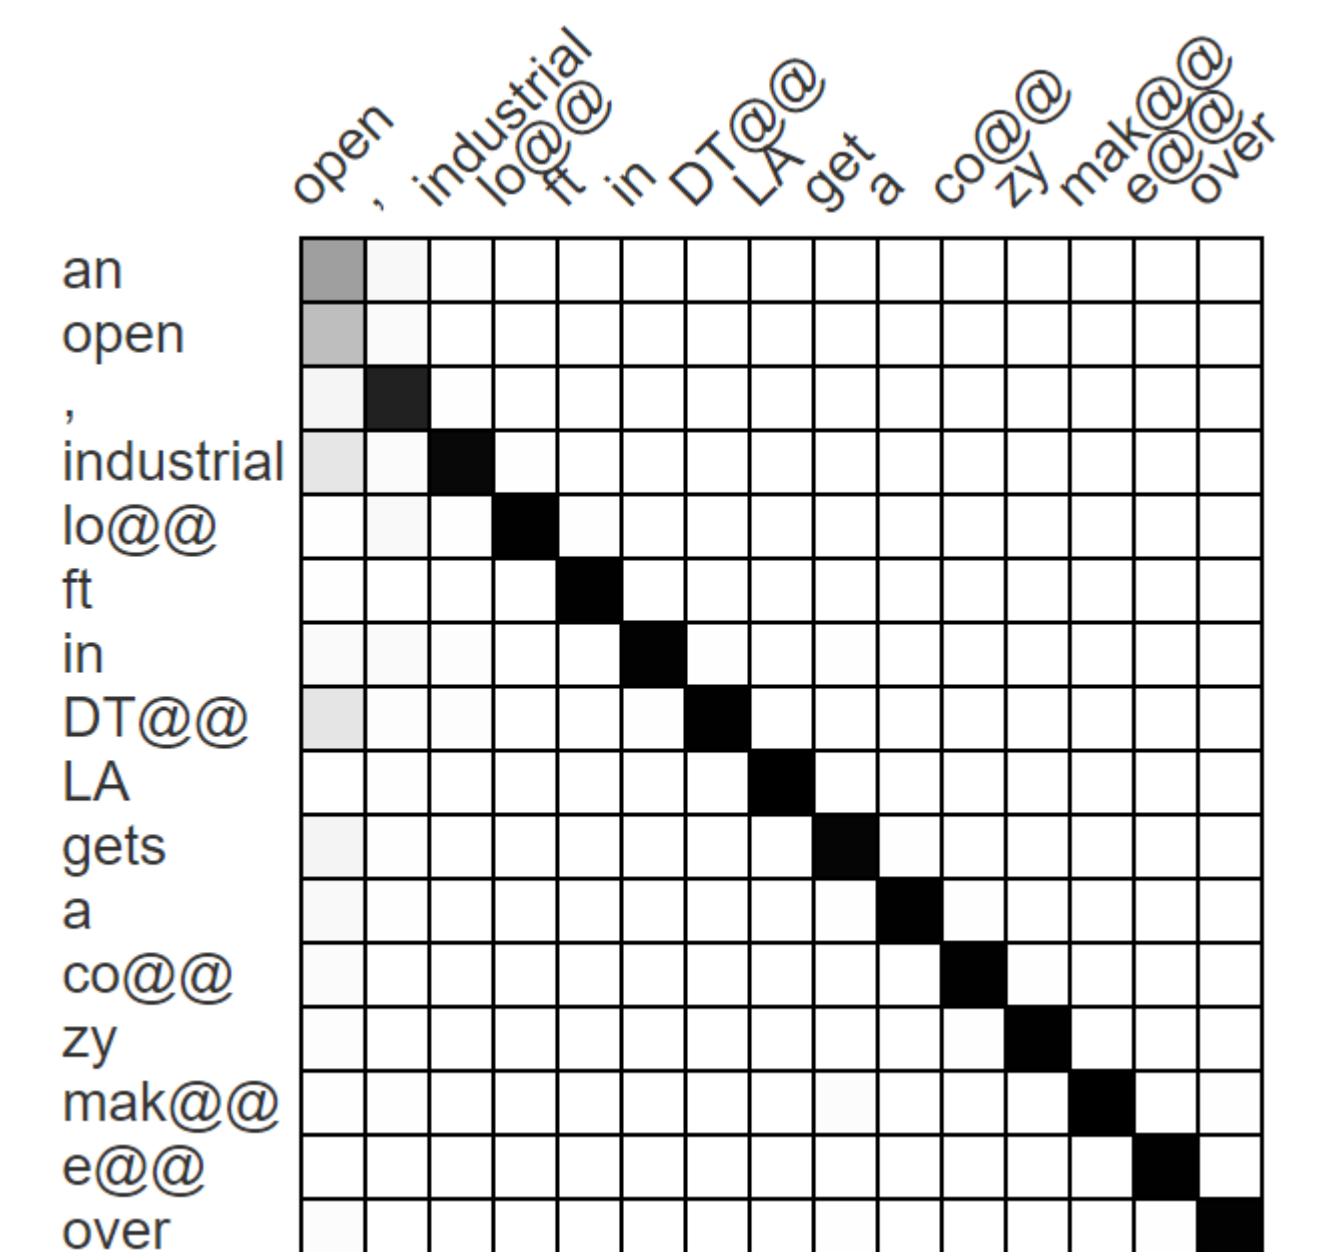 open
,
industrial
lo@@
ft
in
DT@@
LA
get
a
co@@
zy
mak@@
e@@
over
an
open
,
industrial
lo@@
ft
in
DT@@
LA
gets
a
co@@
zy
mak@@
e@@
over